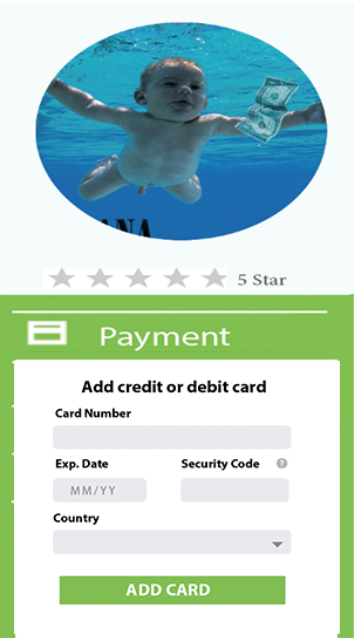 ANA
5 Star
Payment
Add credit or debit card
Card Number
Exp. Date Security Code ?
MM/YY
Country
ADD CARD